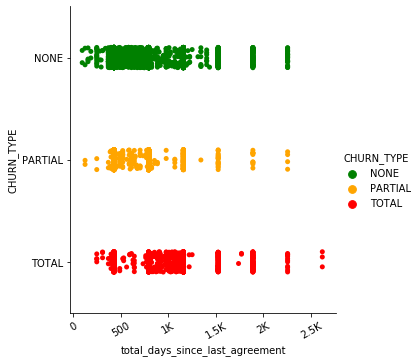 NONE
PARTIAL
TOTAL
CHURN_TYPE
0
500
1K
1.5K
2K
2.5K
total_days_since_last_agreement
CHURN_TYPE
NONE
PARTIAL
TOTAL